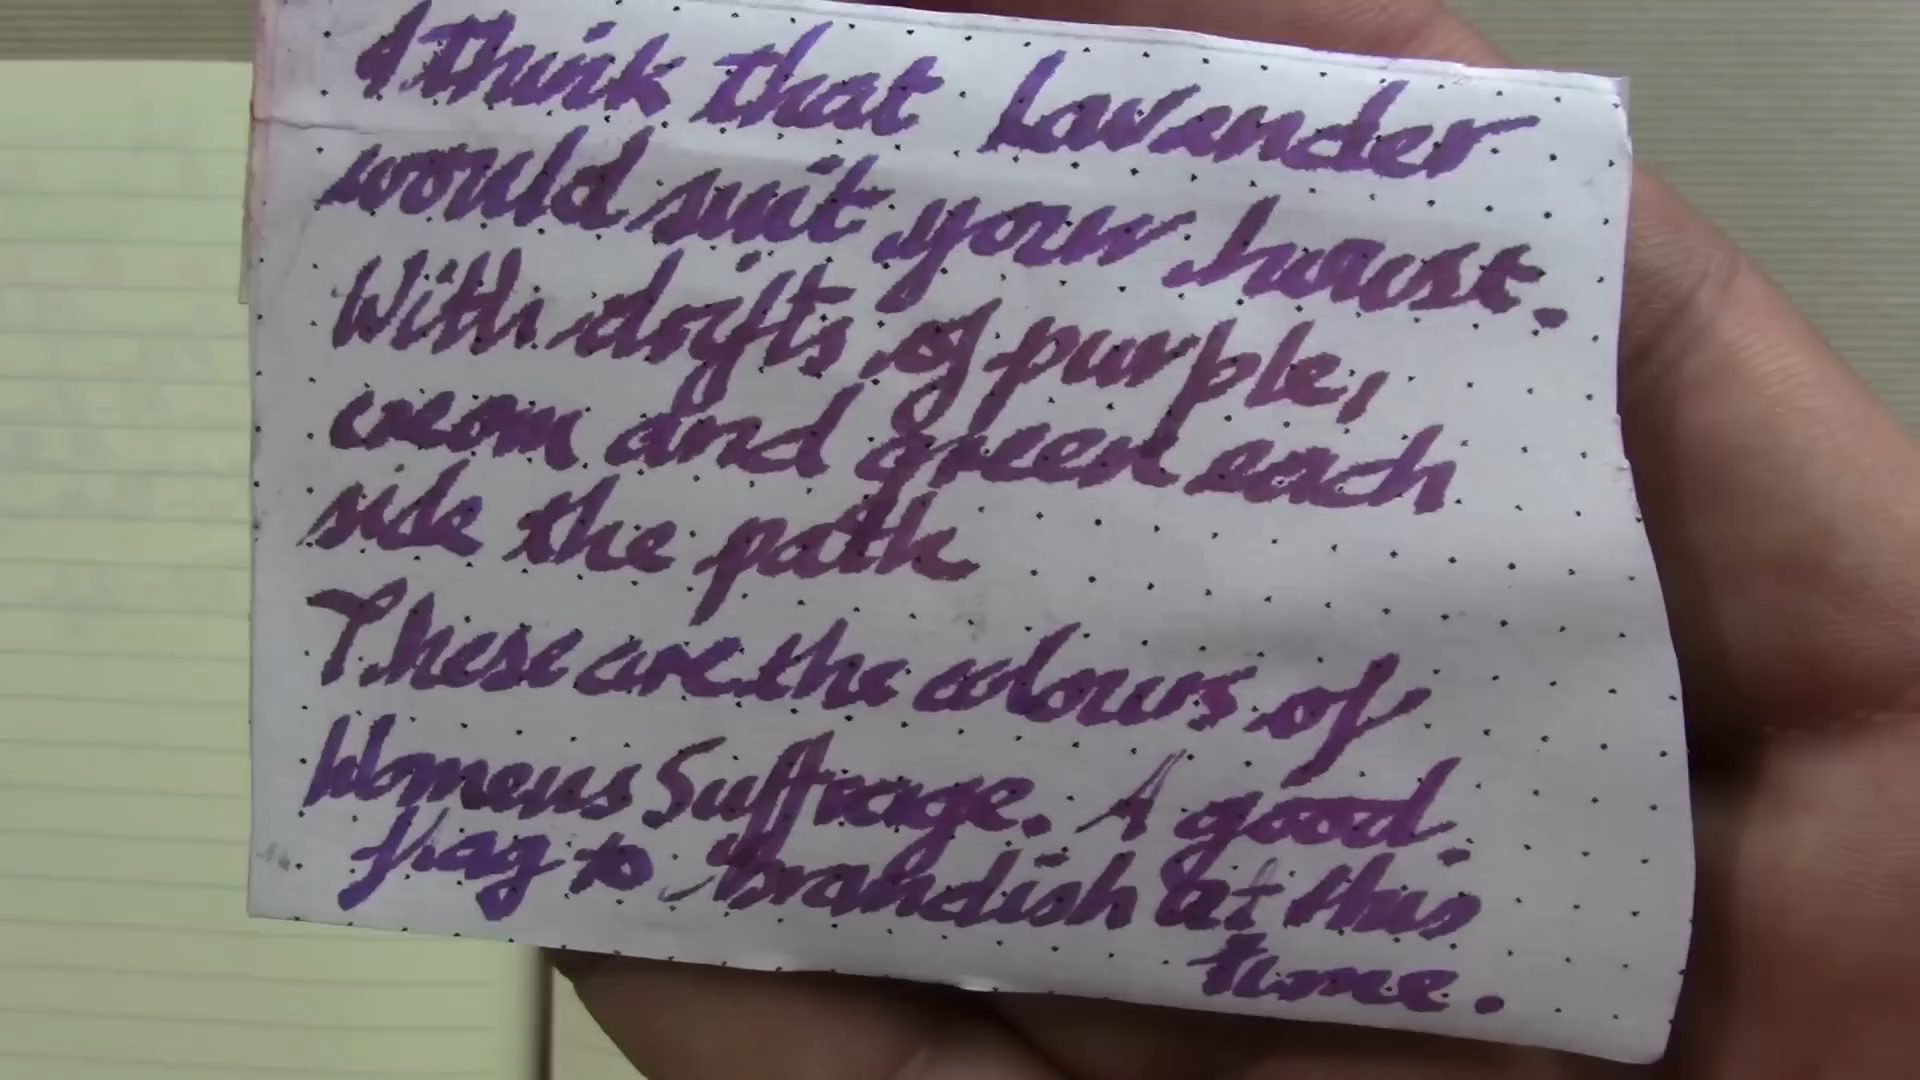 I think that Lavender
would suit your hurst.
With drifts of purple,
cream and green each
side the path
These are the colours of
Womens Suffrage. A good
flag to brandish at this
time.